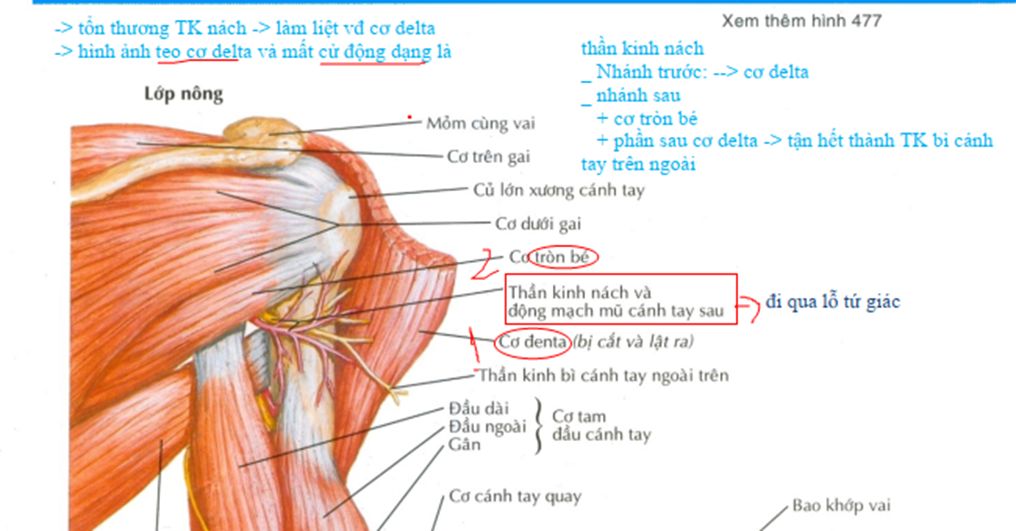 -> tổn thương TK nách -> làm liệt vđ cơ delta
-> hình ảnh teo cơ delta và mất cử động dạng là
Xem thêm hình 477
thần kinh nách
_ Nhánh trước: --> cơ delta
_ nhánh sau
+ cơ tròn bé
+ phần sau cơ delta -> tận hết thành TK bì cánh
tay trên ngoài
Lớp nông
Mỏm cùng vai
Cơ trên gai
Củ lớn xương cánh tay
Cơ dưới gai
2 Cơ tròn bé
Thần kinh nách và
động mạch mũ cánh tay sau
đi qua lỗ tứ giác
1 Cơ denta (bị cắt và lật ra)
Thần kinh bì cánh tay ngoài trên
Đầu dài
Đầu ngoài
Gân
Cơ tam
đầu cánh tay
Cơ cánh tay quay
Bao khớp vai